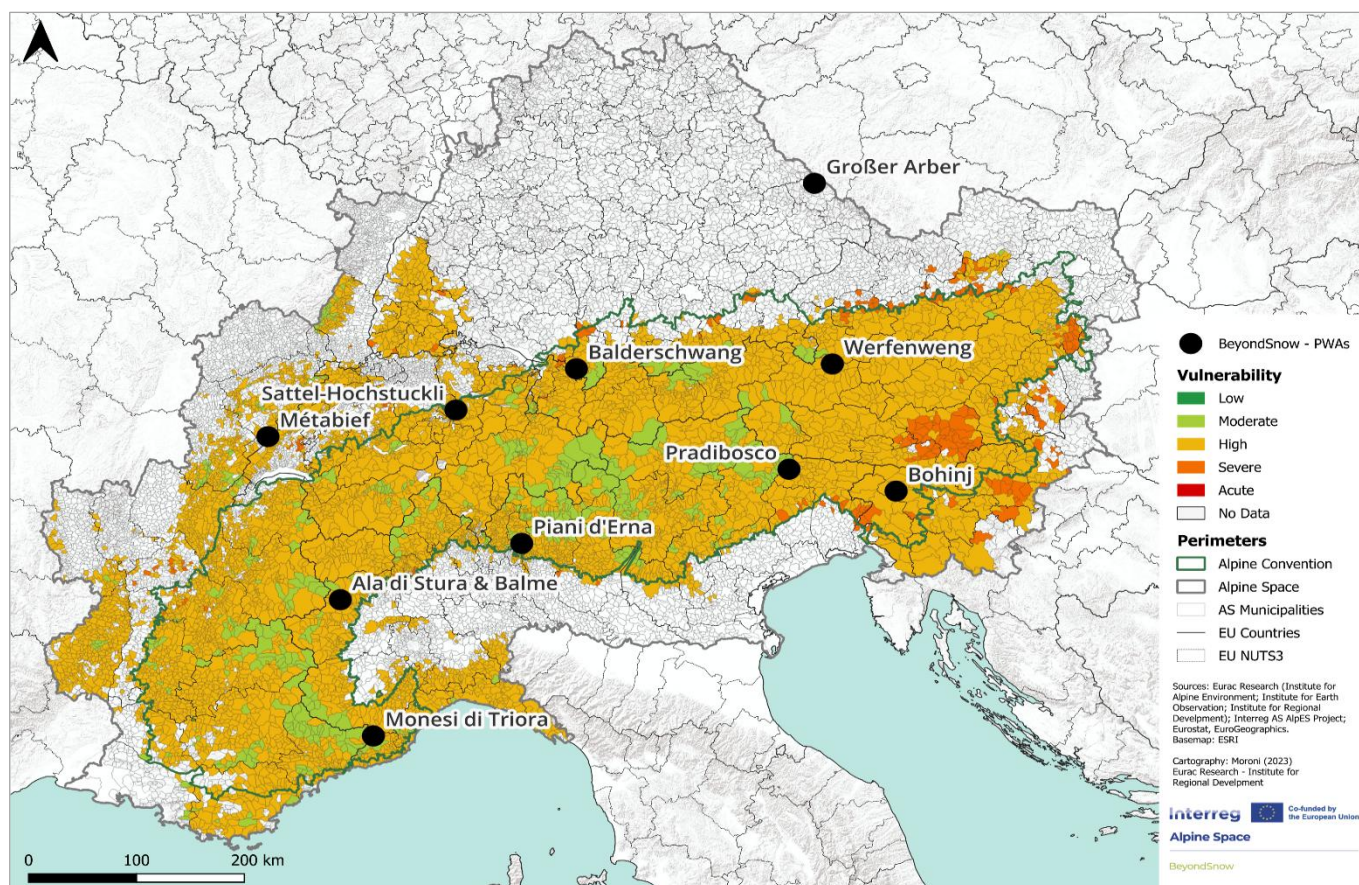 Großer Arber
Balderschwang
Werfenweng
Sattel-Hochstuckli
Métabief
Pradibosco
Bohinj
Piani d'Erna
Ala di Stura & Balme
Monesi di Triora
0 100 200 km
BeyondSnow - PWAs
Vulnerability
Low
Moderate
High
Severe
Acute
No Data
Perimeters
Alpine Convention
Alpine Space
AS Municipalities
EU Countries
EU NUTS3
Sources: Eurac Research (Institute for
Alpine Environment; Institute for Earth
Observation; Institute for Regional
Develpment); Interreg AS AlpES Project;
Eurostat, EuroGeographics.
Basemap: ESRI
Cartography: Moroni (2023)
Eurac Research - Institute for
Regional Develpment
Interreg
Co-funded by
the European Union
Alpine Space
BeyondSnow